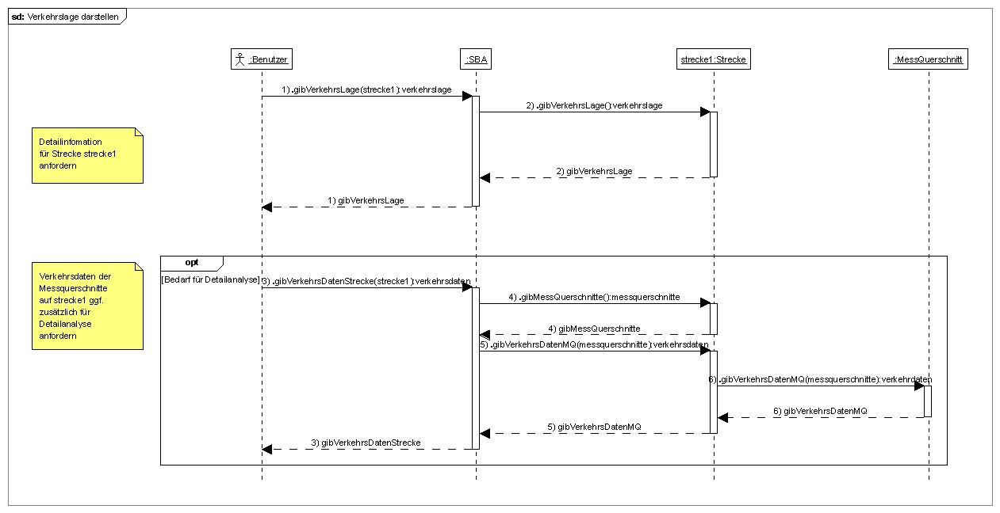 sd: Verkehrslage darstellen
:Benutzer
:SBA
strecke1:Strecke
:MessQuerschnitt
1) .gibVerkehrsLage(strecke1):verkehrslage
2) .gibVerkehrsLage():verkehrslage
Detailinfomation
für Strecke strecke1
anfordern
2) gibVerkehrsLage
1) gibVerkehrsLage
opt
[Bedarf für Detailanalyse]
3) .gibVerkehrsDatenStrecke(strecke1):verkehrsdaten
Verkehrsdaten der
Messquerschnitte
auf strecke1 ggf.
zusätzlich für
Detailanalyse
anfordern
4) .gibMessQuerschnitte():messquerschnitte
4) gibMessQuerschnitte
5) .gibVerkehrsDatenMQ(messquerschnitte):verkehrsdaten
6) .gibVerkehrsDatenMQ(messquerschnitte):verkehrdaten
6) gibVerkehrsDatenMQ
5) gibVerkehrsDatenMQ
3) gibVerkehrsDatenStrecke